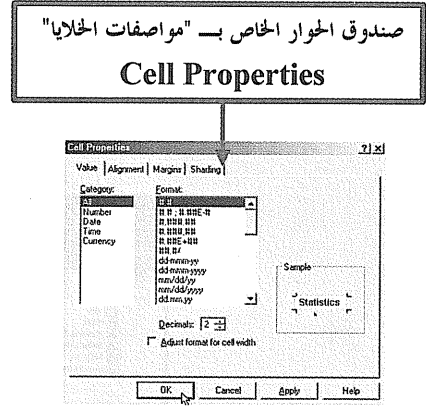 صندوق الحوار الخاص بــ "مواصفات الخلايا"
Cell Properties
Cell Properties
Value Alignment Margins Shading
Category: Format:
All
Number
Date
Time
Currency
#.#
#.# ; #.##E-#
#,###.##
#.###,##
#.##E+##
##.#%
dd-mmm-yy
dd-mmm-yyyy
mm/dd/yy
mm/dd/yyyy
dd.mm.yy
Sample
Statistics
Decimals: 2
Adjust format for cell width
OK Cancel Apply Help